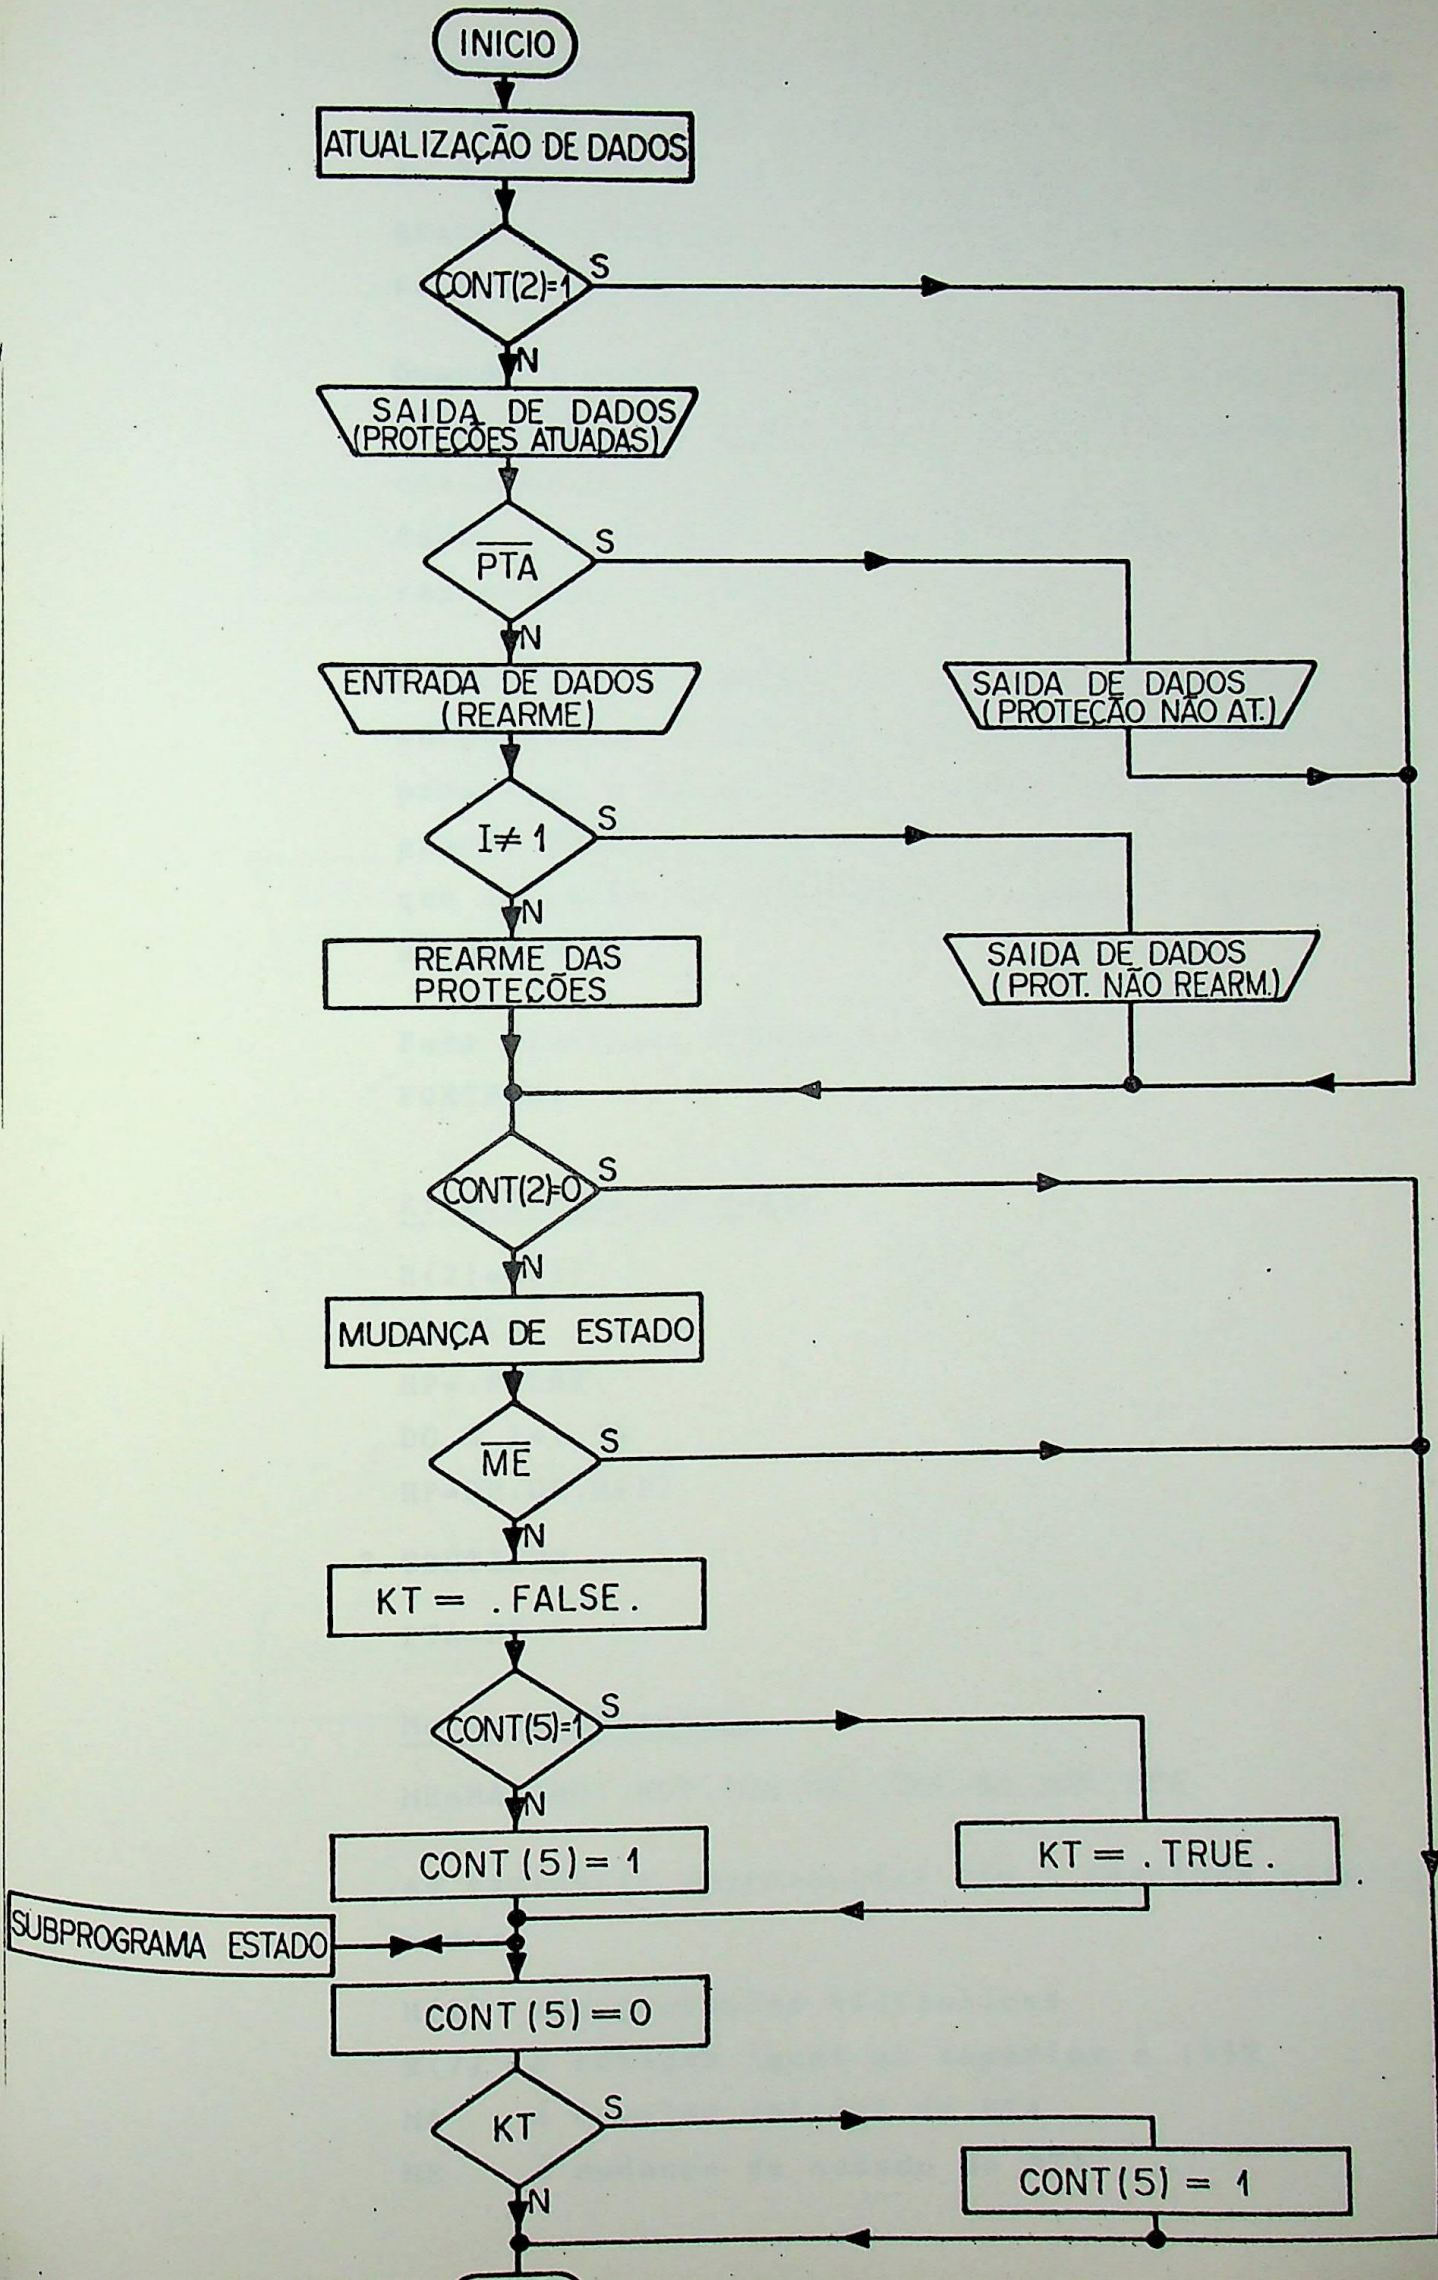 INICIO
ATUALIZAÇÃO DE DADOS
CONT(2)=1
S
N
SAIDA DE DADOS
(PROTEÇÕES ATUADAS)
P̅T̅A̅
S
N
ENTRADA DE DADOS
(REARME)
SAIDA DE DADOS
(PROTEÇÃO NÃO AT.)
I≠1
S
N
REARME DAS
PROTEÇÕES
SAIDA DE DADOS
(PROT. NÃO REARM.)
CONT(2)=0
S
N
MUDANÇA DE ESTADO
M̅E̅
S
N
KT = .FALSE.
CONT(5)=1
S
N
CONT(5)=1
KT = .TRUE.
SUBPROGRAMA ESTADO
CONT(5)=0
KT
S
N
CONT(5) = 1